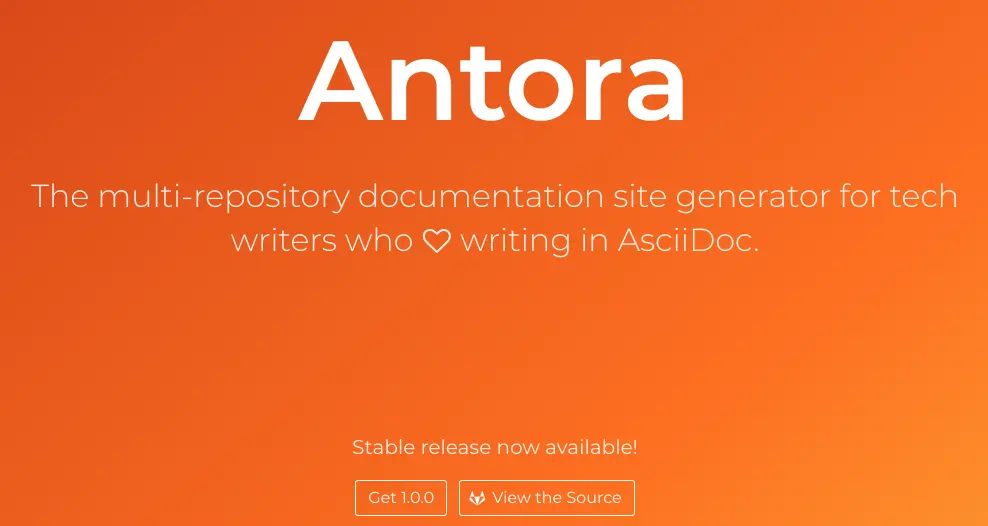 Antora
The multi-repository documentation site generator for tech
writers who ♡ writing in AsciiDoc.
Stable release now available!
Get 1.0.0
View the Source